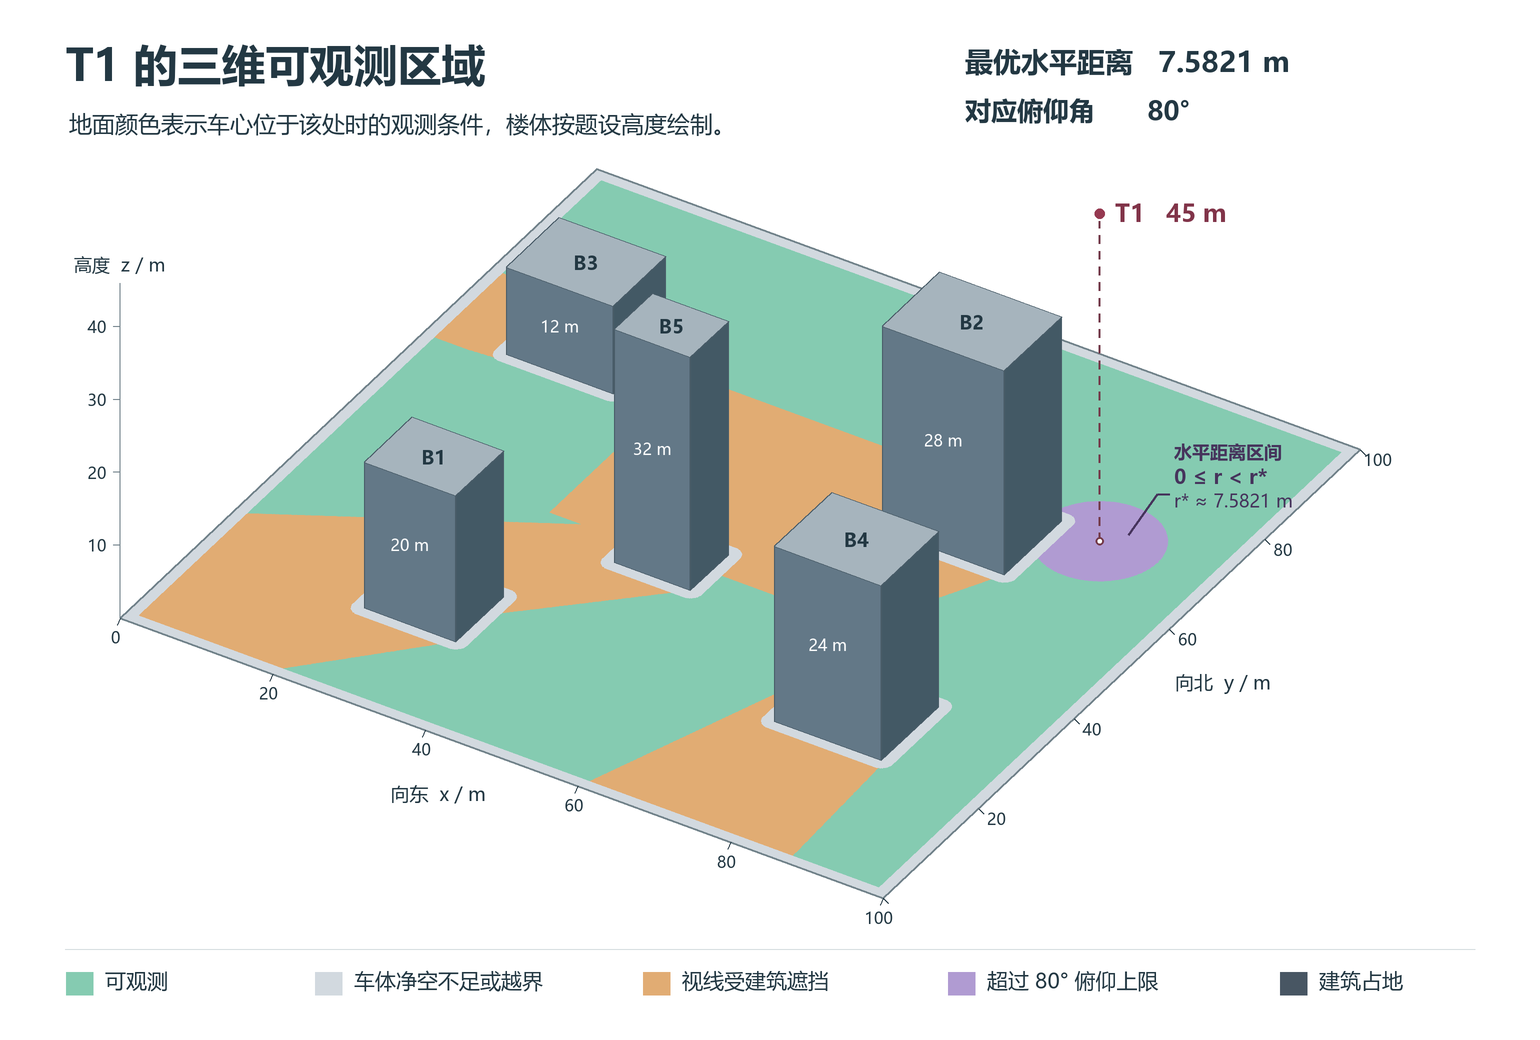 T1 的三维可观测区域
地面颜色表示车心位于该处时的观测条件，楼体按题设高度绘制。
最优水平距离 7.5821 m
对应俯仰角 80°
T1 45 m
高度 z / m
40
30
20
10
0
B3
12 m
B5
32 m
B2
28 m
B1
20 m
B4
24 m
水平距离区间
0 ≤ r < r*
r* ≈ 7.5821 m
100
80
60
向北 y / m
40
20
20
40
向东 x / m
60
80
100
可观测
车体净空不足或越界
视线受建筑遮挡
超过 80° 俯仰上限
建筑占地